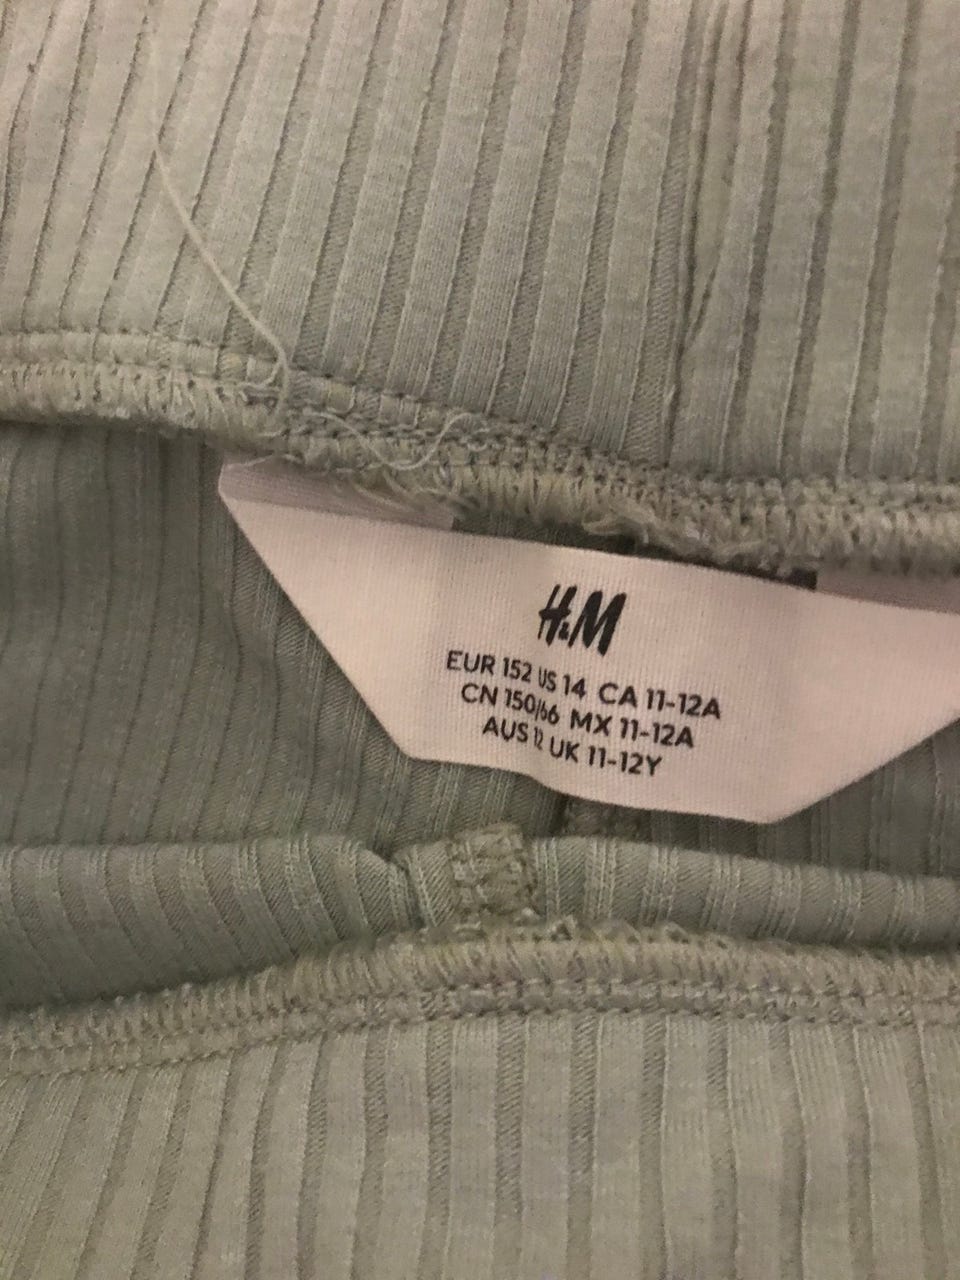 H&M
EUR 152 US 14 CA 11-12A
CN 150/66 MX 11-12A
AUS 12 UK 11-12Y